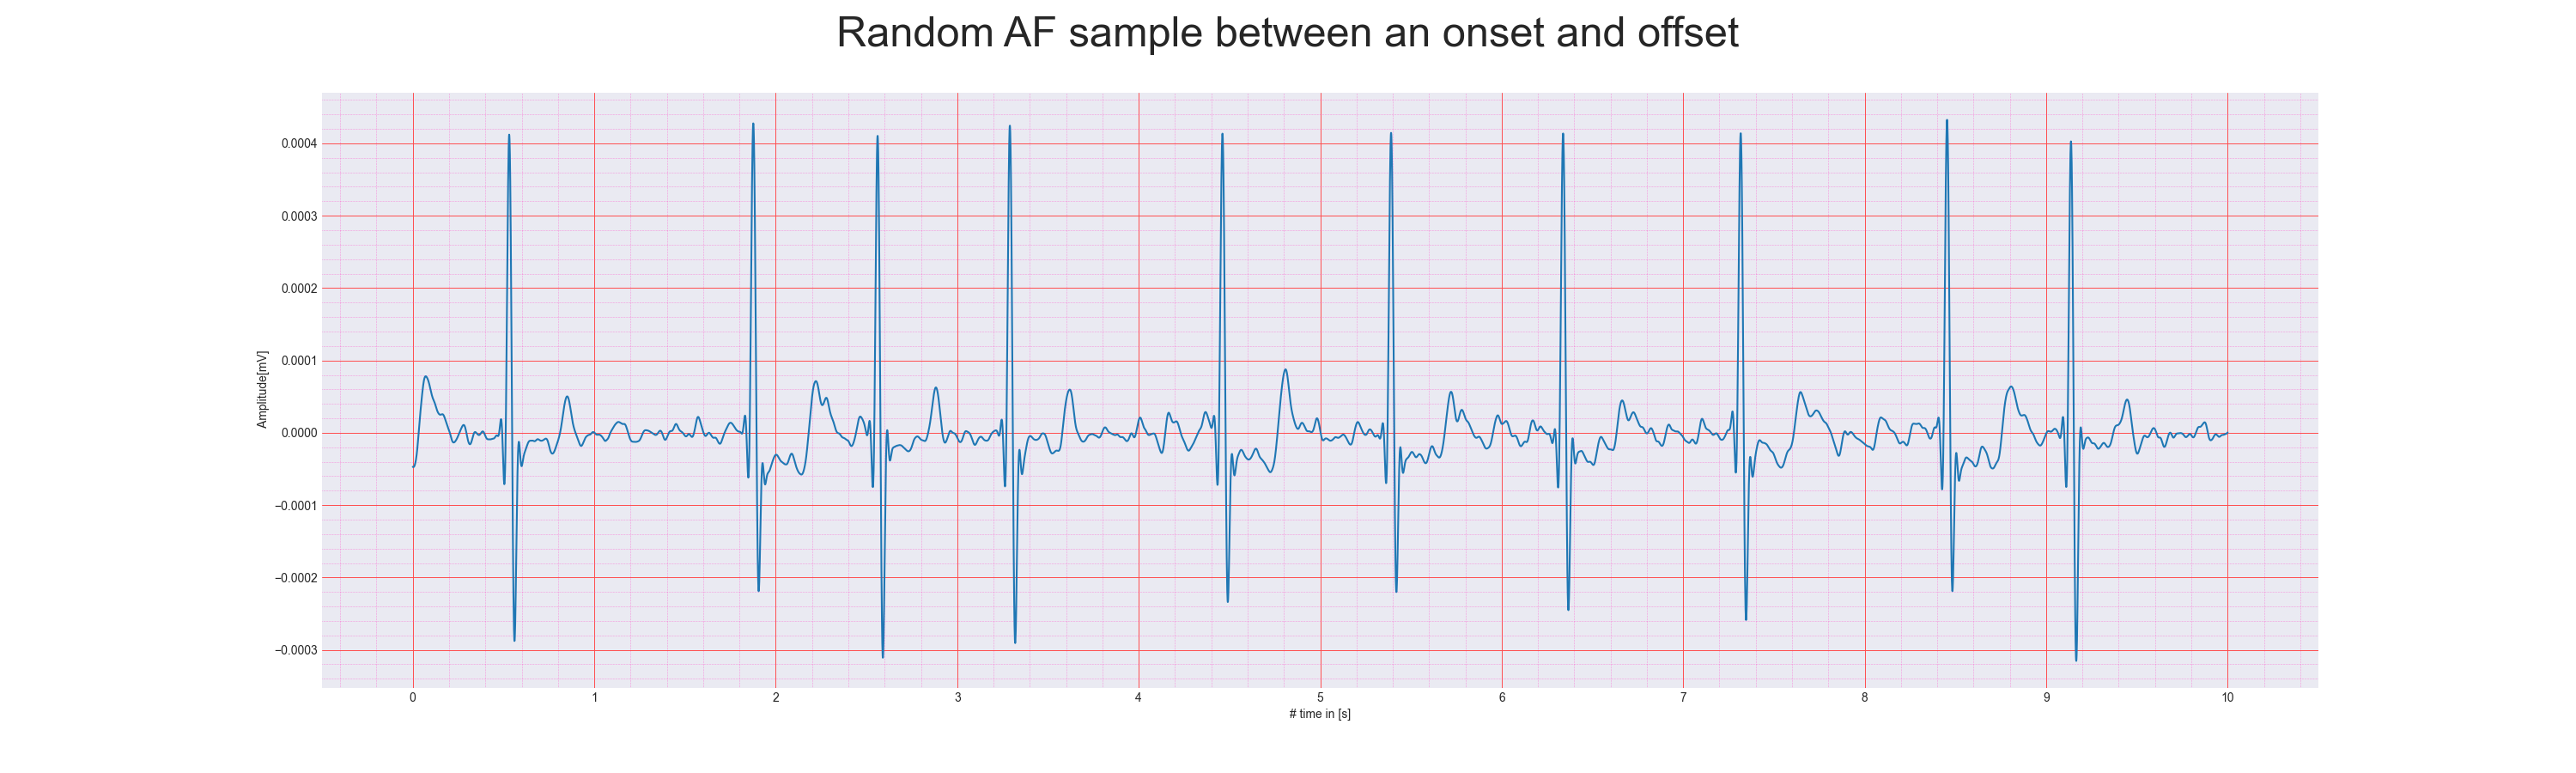 Random AF sample between an onset and offset
0.0004
0.0003
0.0002
0.0001
0.0000
−0.0001
−0.0002
−0.0003
Amplitude[mV]
0 1 2 3 4 5 6 7 8 9 10
# time in [s]